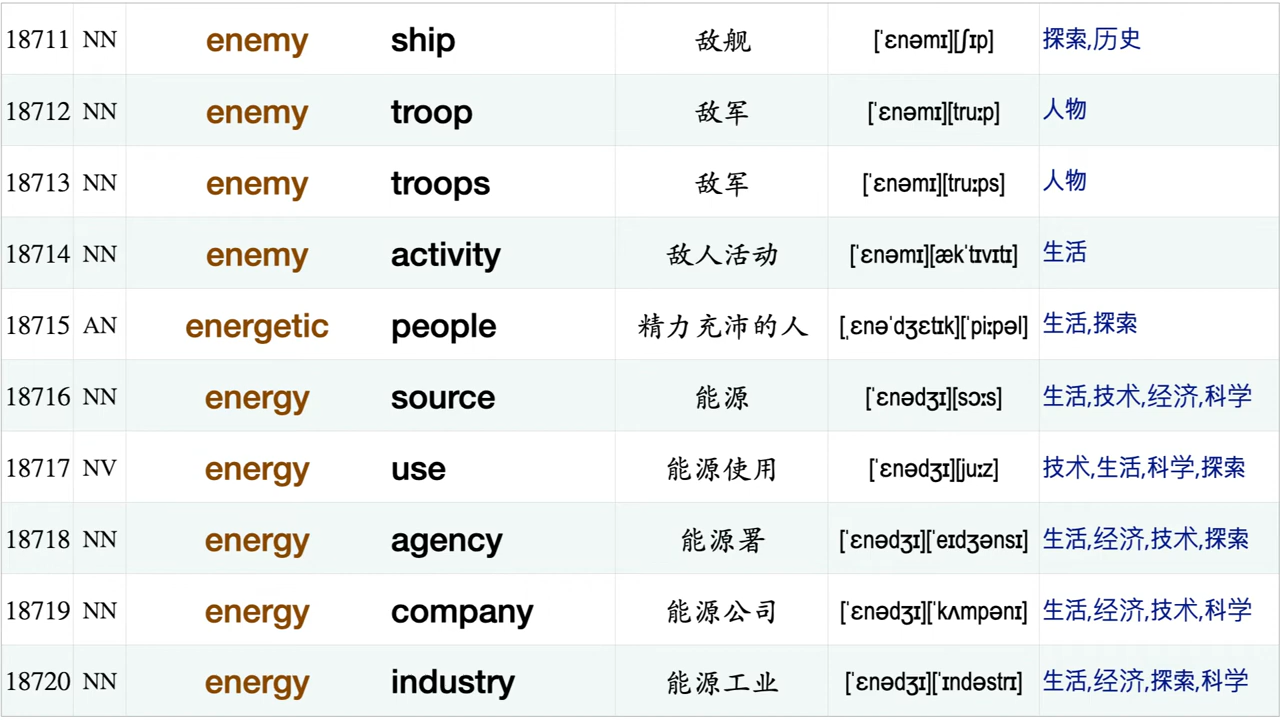 18711 NN enemy ship 敌舰 [ˈɛnəmɪ][ʃɪp] 探索,历史
18712 NN enemy troop 敌军 [ˈɛnəmɪ][truːp] 人物
18713 NN enemy troops 敌军 [ˈɛnəmɪ][truːps] 人物
18714 NN enemy activity 敌人活动 [ˈɛnəmɪ][ækˈtɪvɪtɪ] 生活
18715 AN energetic people 精力充沛的人 [ˌɛnəˈdʒɛtɪk][ˈpiːpəl] 生活,探索
18716 NN energy source 能源 [ˈɛnədʒɪ][sɔːs] 生活,技术,经济,科学
18717 NV energy use 能源使用 [ˈɛnədʒɪ][juːz] 技术,生活,科学,探索
18718 NN energy agency 能源署 [ˈɛnədʒɪ][ˈeɪdʒənsɪ] 生活,经济,技术,探索
18719 NN energy company 能源公司 [ˈɛnədʒɪ][ˈkʌmpənɪ] 生活,经济,技术,科学
18720 NN energy industry 能源工业 [ˈɛnədʒɪ][ˈɪndəstrɪ] 生活,经济,探索,科学